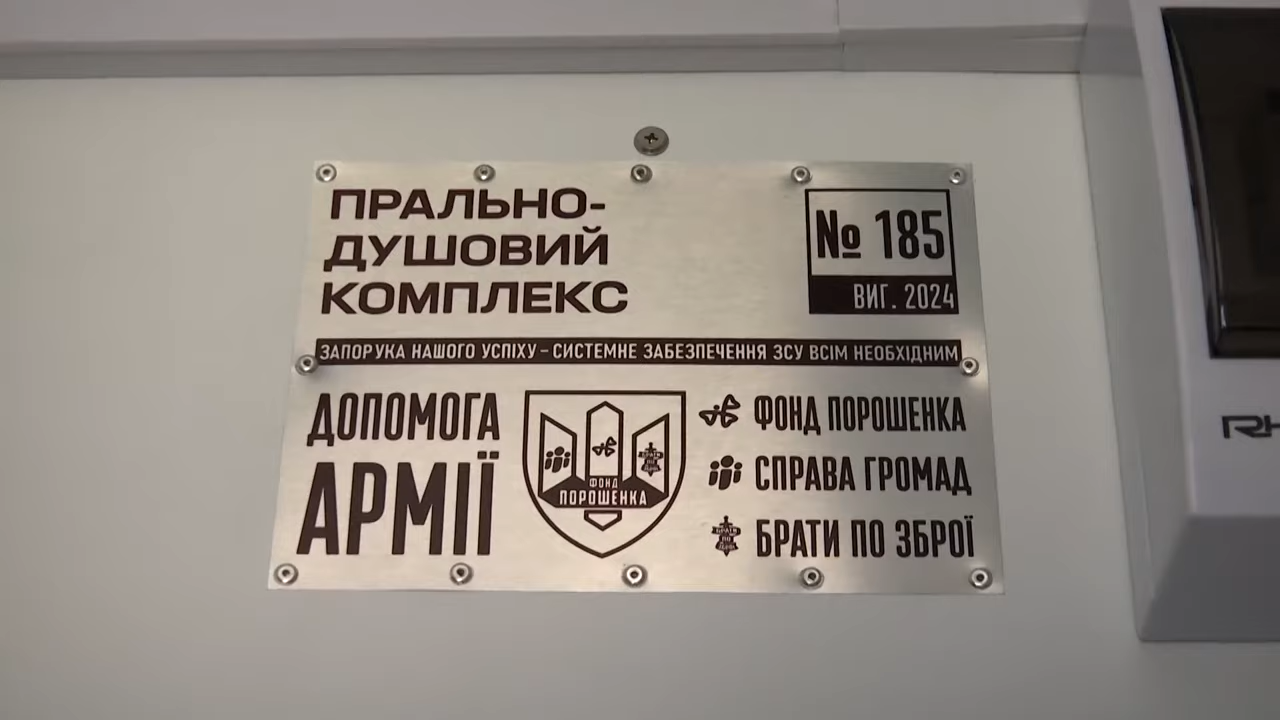 ПРАЛЬНО-
ДУШОВИЙ
КОМПЛЕКС
№ 185
ВИГ. 2024
ЗАПОРУКА НАШОГО УСПІХУ – СИСТЕМНЕ ЗАБЕЗПЕЧЕННЯ ЗСУ ВСІМ НЕОБХІДНИМ
ДОПОМОГА
АРМІЇ
ФОНД
ПОРОШЕНКА
ФОНД ПОРОШЕНКА
СПРАВА ГРОМАД
БРАТИ ПО ЗБРОЇ